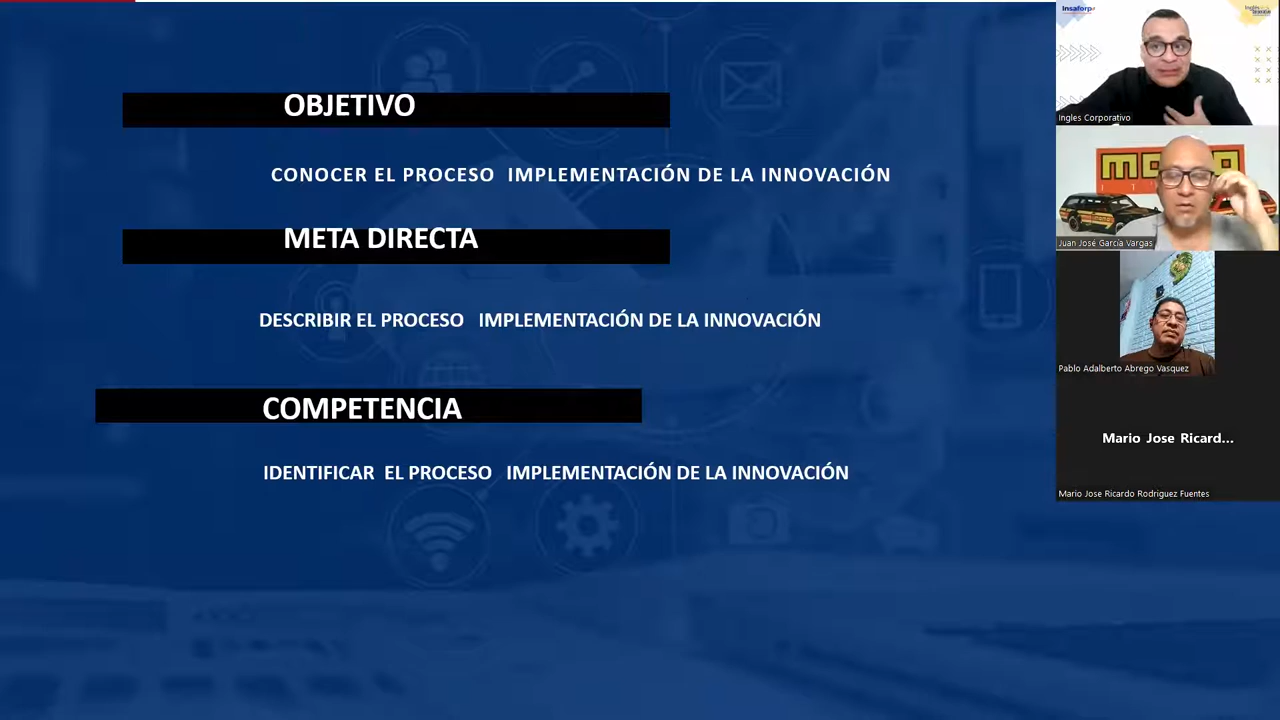 OBJETIVO
CONOCER EL PROCESO IMPLEMENTACIÓN DE LA INNOVACIÓN
META DIRECTA
DESCRIBIR EL PROCESO IMPLEMENTACIÓN DE LA INNOVACIÓN
COMPETENCIA
IDENTIFICAR EL PROCESO IMPLEMENTACIÓN DE LA INNOVACIÓN
Insaforp
Ingles Corporativo
Juan José García Vargas
Pablo Adalberto Abrego Vasquez
Mario Jose Ricard...
Mario Jose Ricardo Rodriguez Fuentes